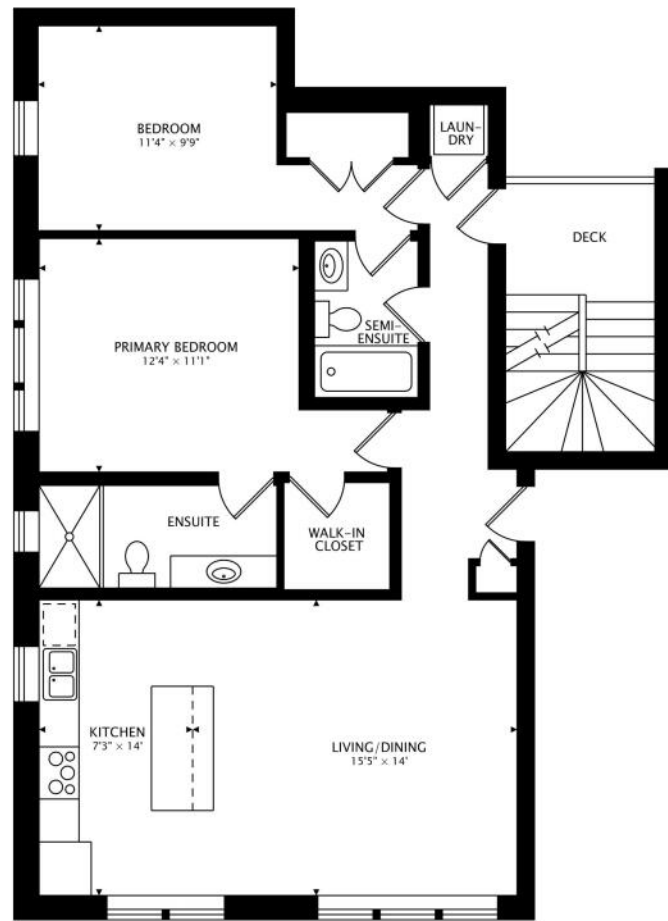 BEDROOM
11'4" × 9'9"
LAUN-
DRY
DECK
SEMI-
ENSUITE
PRIMARY BEDROOM
12'4" × 11'1"
ENSUITE
WALK-IN
CLOSET
KITCHEN
7'3" × 14'
LIVING/DINING
15'5" × 14'